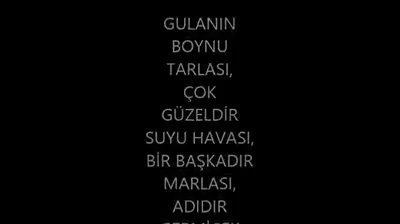 GULANIN
BOYNU
TARLASI,
ÇOK
GÜZELDİR
SUYU HAVASI,
BİR BAŞKADIR
MARLASI,
ADIDIR